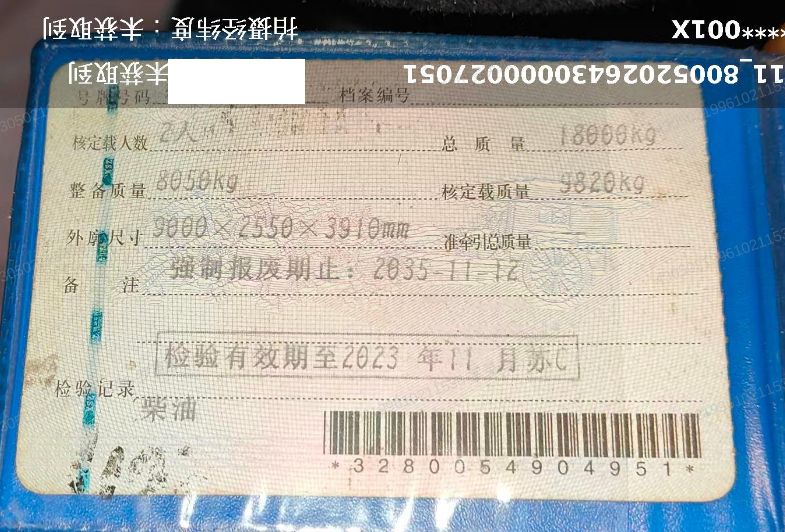 ****001X
拍摄经纬度：未获取到
未获取到
号牌号码 档案编号
核定载人数 2人 总质量 18000kg
整备质量 8050kg 核定载质量 9820kg
外廓尺寸 9000×2550×3910mm 准牵引总质量
备注 强制报废期止：2035-11-12
检验有效期至2023年11月苏C
检验记录
柴油
*3280054904951*